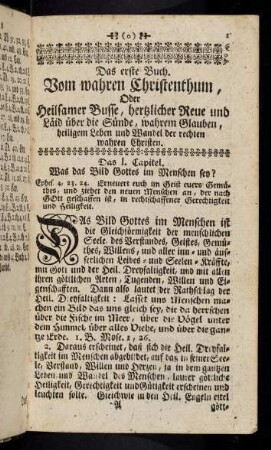 (o)
1
Das erste Buch.
Vom wahren Christenthum,
Oder
Heilsamer Busse, hertzlicher Reue und
Läid über die Sünde, wahrem Glauben,
heiligem Leben und Wandel der rechten
wahren Christen.
Das I. Capitel.
Was das Bild Gottes im Menschen sey?
Ephes. 4. 23. 24. Erneuert euch im Geist euers Gemü-
thes, und ziehet den neuen Menschen an, der nach
GOtt geschaffen ist, in rechtschaffener Gerechtigkeit
und Heiligkeit.
DAs Bild Gottes im Menschen ist
die Gleichförmigkeit der menschlichen
Seele, des Verstandes, Geistes, Gemü-
thes, Willens, und aller inn- und äus-
serlichen Leibes- und Seelen-Kräffte,
mit Gott und der Heil. Dreyfaltigkeit, und mit allen
ihren göttlichen Arten, Tugenden, Willen und Ei-
genschafften. Dann also lautet der Rathschlag der
Heil. Dreyfaltigkeit: Lasset uns Menschen ma-
chen ein Bild das uns gleich sey, die da herrschen
über die Fische im Meer, über die Vögel unter
dem Himmel, über alles Viehe, und über die gan-
tze Erde. 1. B. Mose, 1, 26.
2. Daraus erscheinet, daß sich die Heil. Dreyfal-
tigkeit im Menschen abgebildet, auf daß in seiner See-
le, Verstand, Willen und Hertzen, ja in dem gantzen
Leben und Wandel des Menschen, lauter göttliche
Heiligkeit, Gerechtigkeit und Gütigkeit erscheinen und
leuchten solte. Gleichwie in den Heil. Engeln eitel
A
götte-